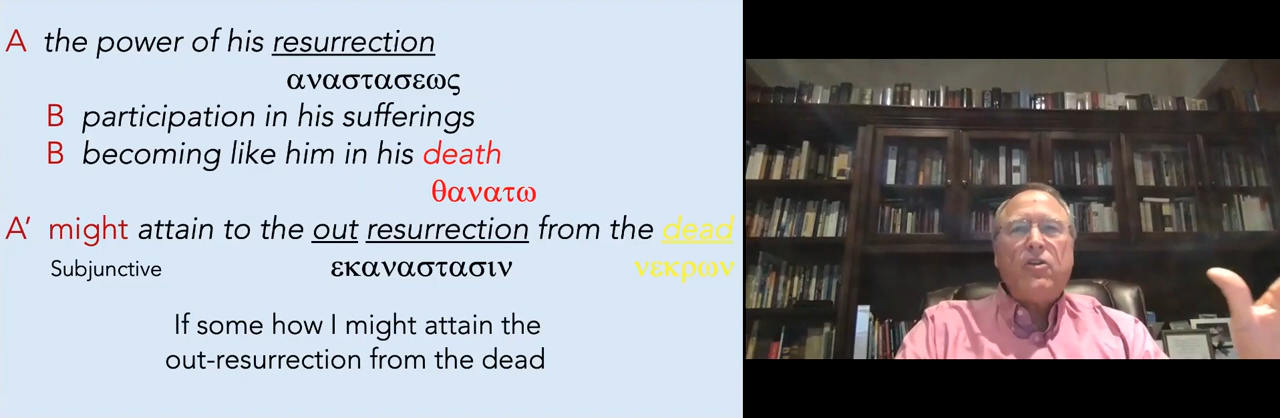 A the power of his resurrection
αναστασεως
B participation in his sufferings
B becoming like him in his death
θανατω
A' might attain to the out resurrection from the dead
Subjunctive εκαναστασιν νεκρων
If some how I might attain the
out-resurrection from the dead